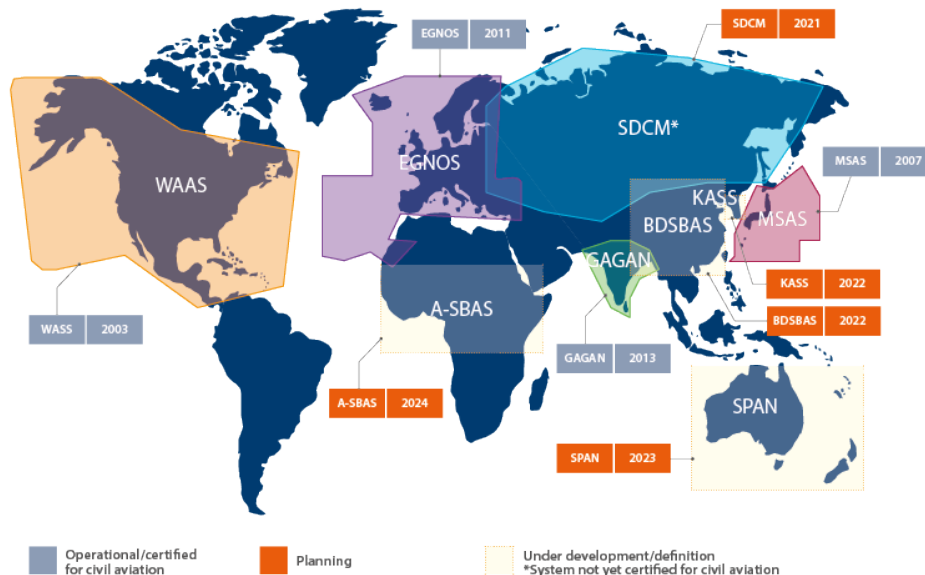 SDCM 2021
EGNOS 2011
SDCM*
WAAS
EGNOS
MSAS 2007
KASS
BDSBAS
MSAS
GAGAN
A-SBAS
KASS 2022
BDSBAS 2022
WASS 2003
GAGAN 2013
A-SBAS 2024
SPAN
SPAN 2023
Operational/certified
for civil aviation
Planning
Under development/definition
*System not yet certified for civil aviation